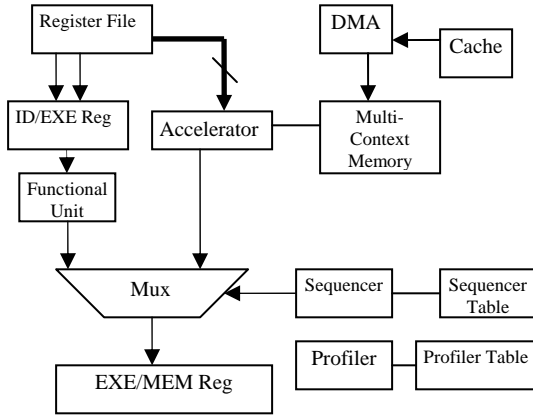 Register File
DMA
Cache
ID/EXE Reg
Accelerator
Multi-
Context
Memory
Functional
Unit
Mux
Sequencer
Sequencer
Table
Profiler
Profiler Table
EXE/MEM Reg